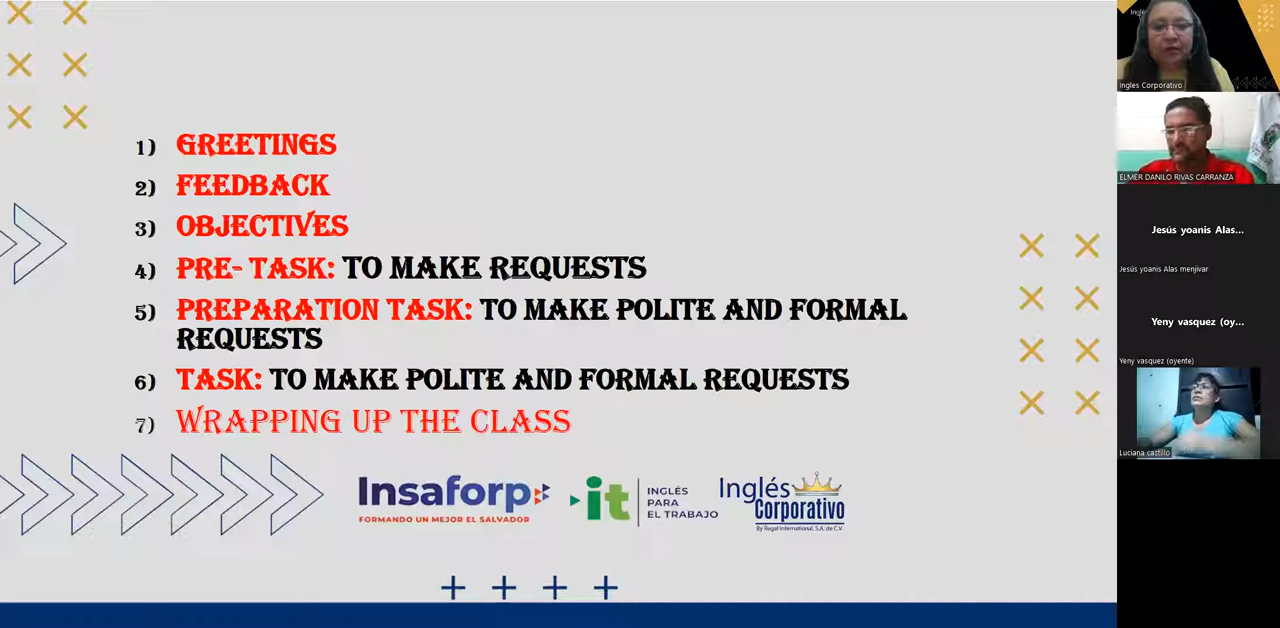 1) GREETINGS
2) FEEDBACK
3) OBJECTIVES
4) PRE- TASK: TO MAKE REQUESTS
5) PREPARATION TASK: TO MAKE POLITE AND FORMAL
REQUESTS
6) TASK: TO MAKE POLITE AND FORMAL REQUESTS
7) WRAPPING UP THE CLASS
Insaforp
FORMANDO UN MEJOR EL SALVADOR
it
INGLÉS
PARA
EL TRABAJO
Inglés
Corporativo
By Regal International, S.A. de C.V.
Ingles Corporativo
ELMER DANILO RIVAS CARRANZA
Jesús yoanis Alas...
Jesús yoanis Alas menjivar
Yeny vasquez (oy...
Yeny vasquez (oyente)
Luciana castillo